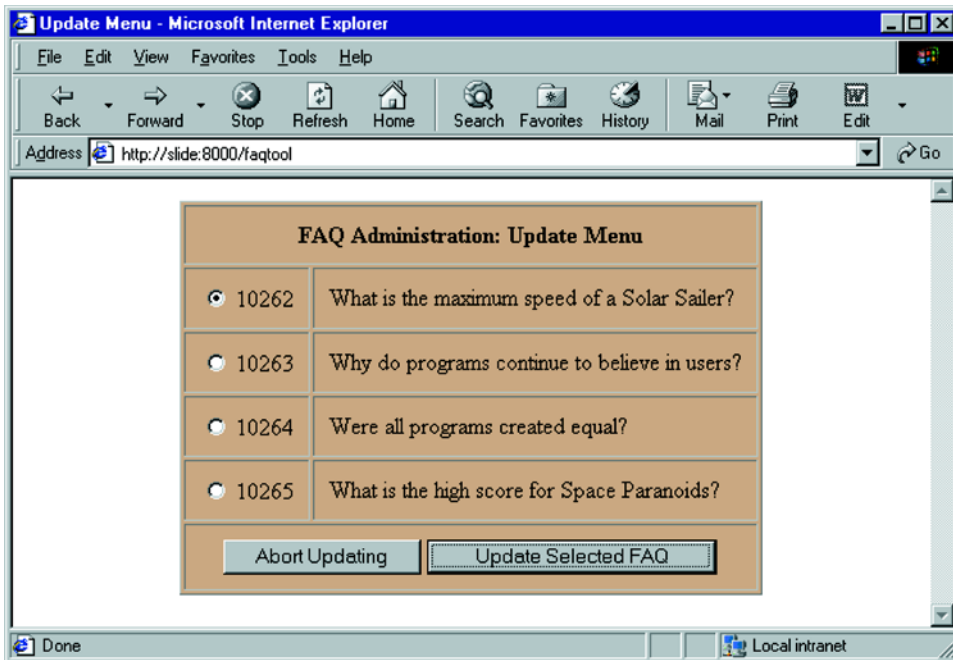 Update Menu - Microsoft Internet Explorer
File Edit View Favorites Tools Help
Back Forward Stop Refresh Home Search Favorites History Mail Print Edit
Address http://slide:8000/faqtool Go
FAQ Administration: Update Menu
10262 What is the maximum speed of a Solar Sailer?
10263 Why do programs continue to believe in users?
10264 Were all programs created equal?
10265 What is the high score for Space Paranoids?
Abort Updating Update Selected FAQ
Done Local intranet